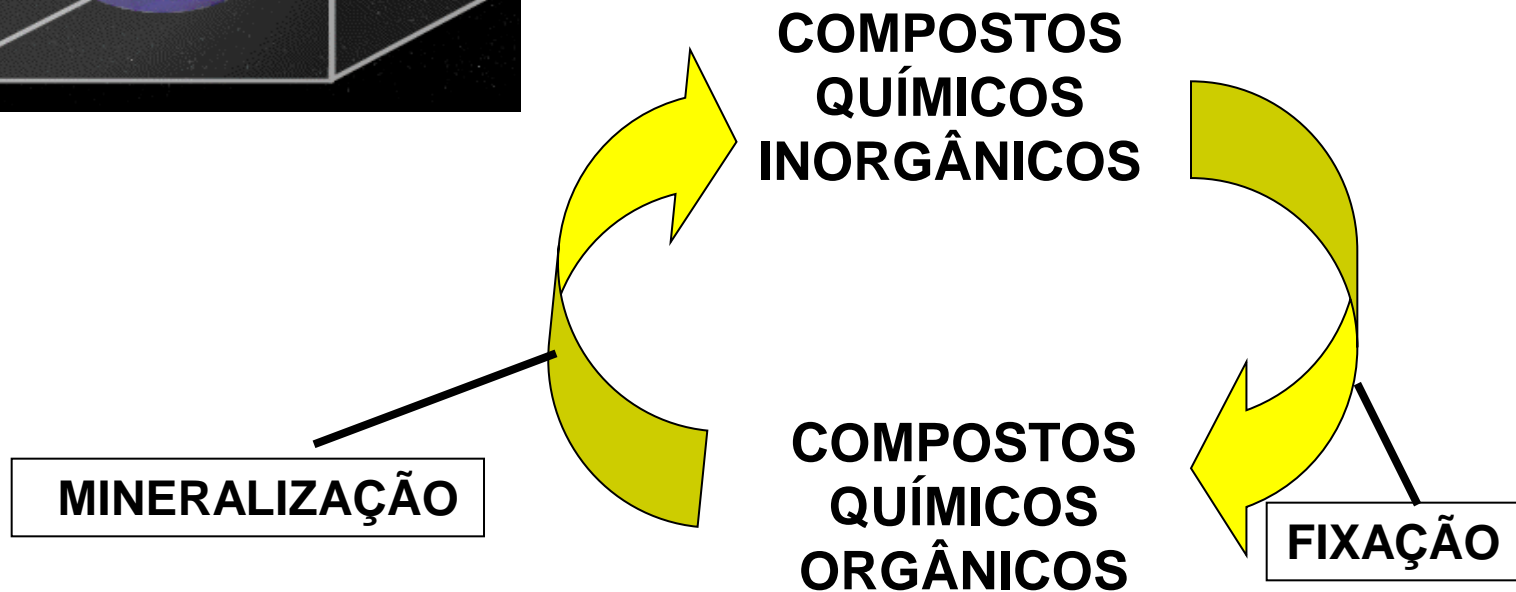 COMPOSTOS
QUÍMICOS
INORGÂNICOS
MINERALIZAÇÃO
COMPOSTOS
QUÍMICOS
ORGÂNICOS
FIXAÇÃO